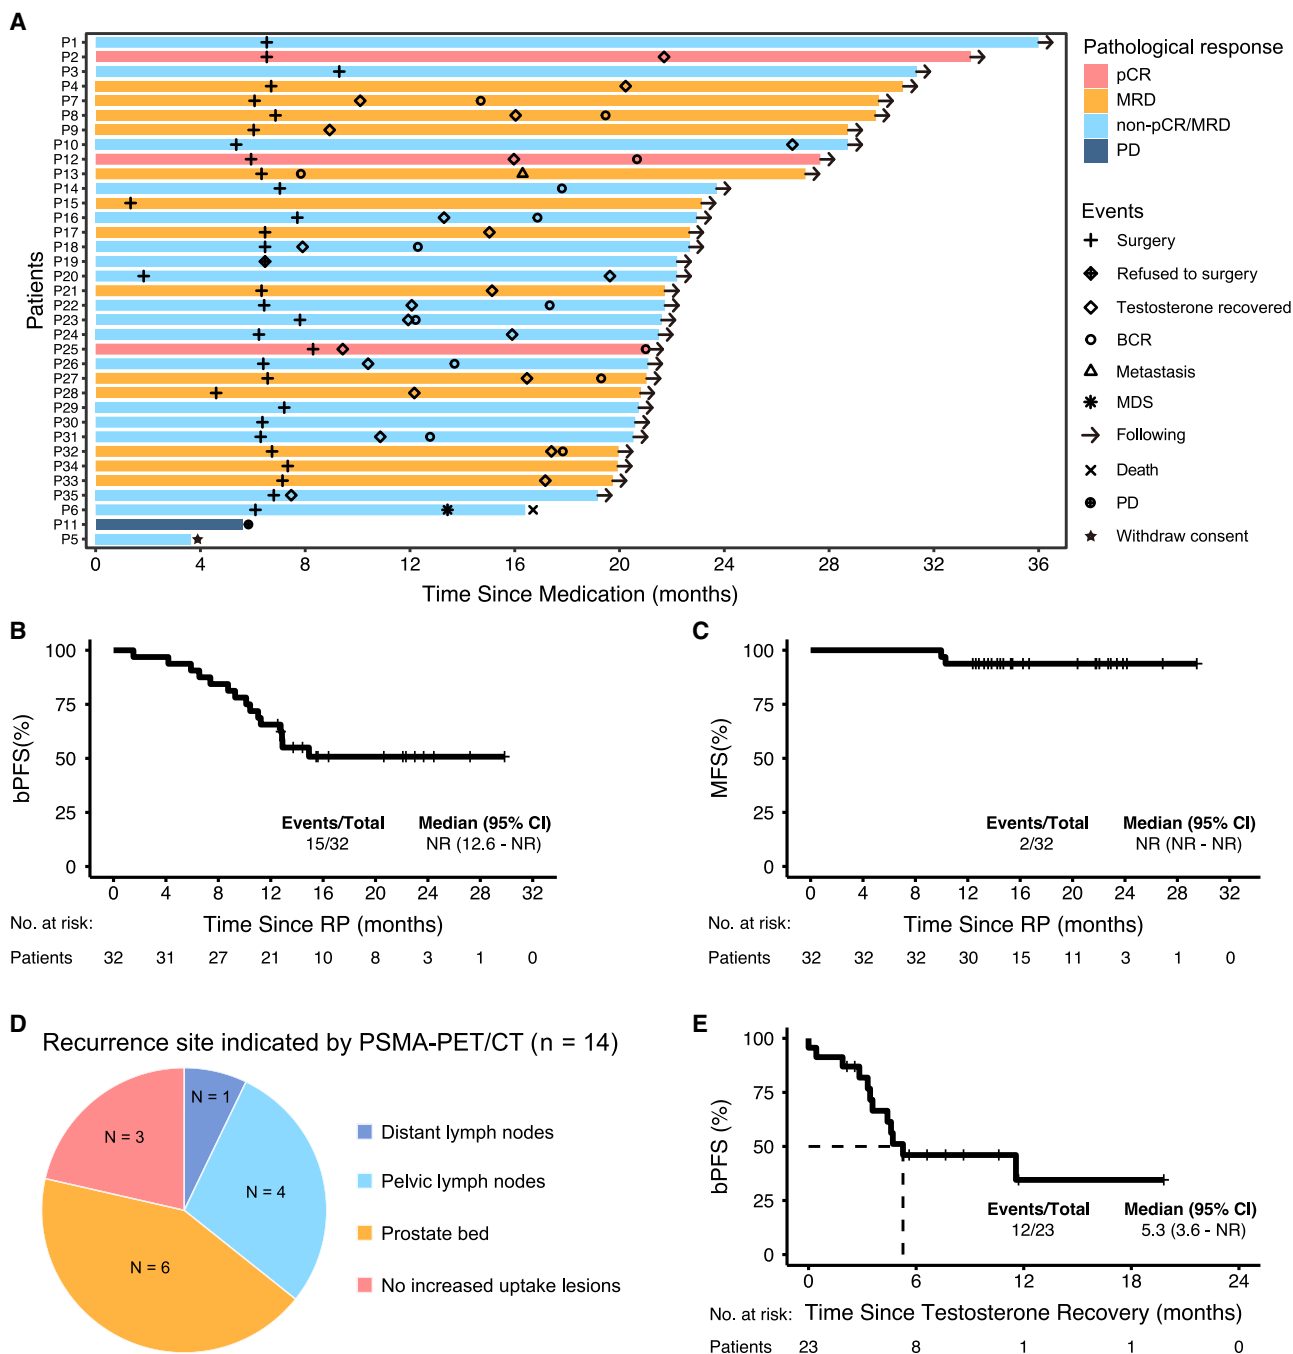 A
P1
P2
P3
P4
P7
P8
P9
P10
P12
P13
P14
P15
P16
P17
P18
P19
P20
P21
P22
P23
P24
P25
P26
P27
P28
P29
P30
P31
P32
P34
P33
P35
P6
P11
P5
Patients
0 4 8 12 16 20 24 28 32 36
Time Since Medication (months)
Pathological response
pCR
MRD
non-pCR/MRD
PD
Events
Surgery
Refused to surgery
Testosterone recovered
BCR
Metastasis
MDS
Following
Death
PD
Withdraw consent
B
bPFS(%)
100
75
50
25
0
Events/Total Median (95% CI)
15/32 NR (12.6 - NR)
0 4 8 12 16 20 24 28 32
No. at risk: Time Since RP (months)
Patients 32 31 27 21 10 8 3 1 0
C
MFS(%)
100
75
50
25
0
Events/Total Median (95% CI)
2/32 NR (NR - NR)
0 4 8 12 16 20 24 28 32
No. at risk: Time Since RP (months)
Patients 32 32 32 30 15 11 3 1 0
D
Recurrence site indicated by PSMA-PET/CT (n = 14)
N = 1
N = 3
N = 4
N = 6
Distant lymph nodes
Pelvic lymph nodes
Prostate bed
No increased uptake lesions
E
bPFS (%)
100
75
50
25
0
Events/Total Median (95% CI)
12/23 5.3 (3.6 - NR)
0 6 12 18 24
No. at risk: Time Since Testosterone Recovery (months)
Patients 23 8 1 1 0